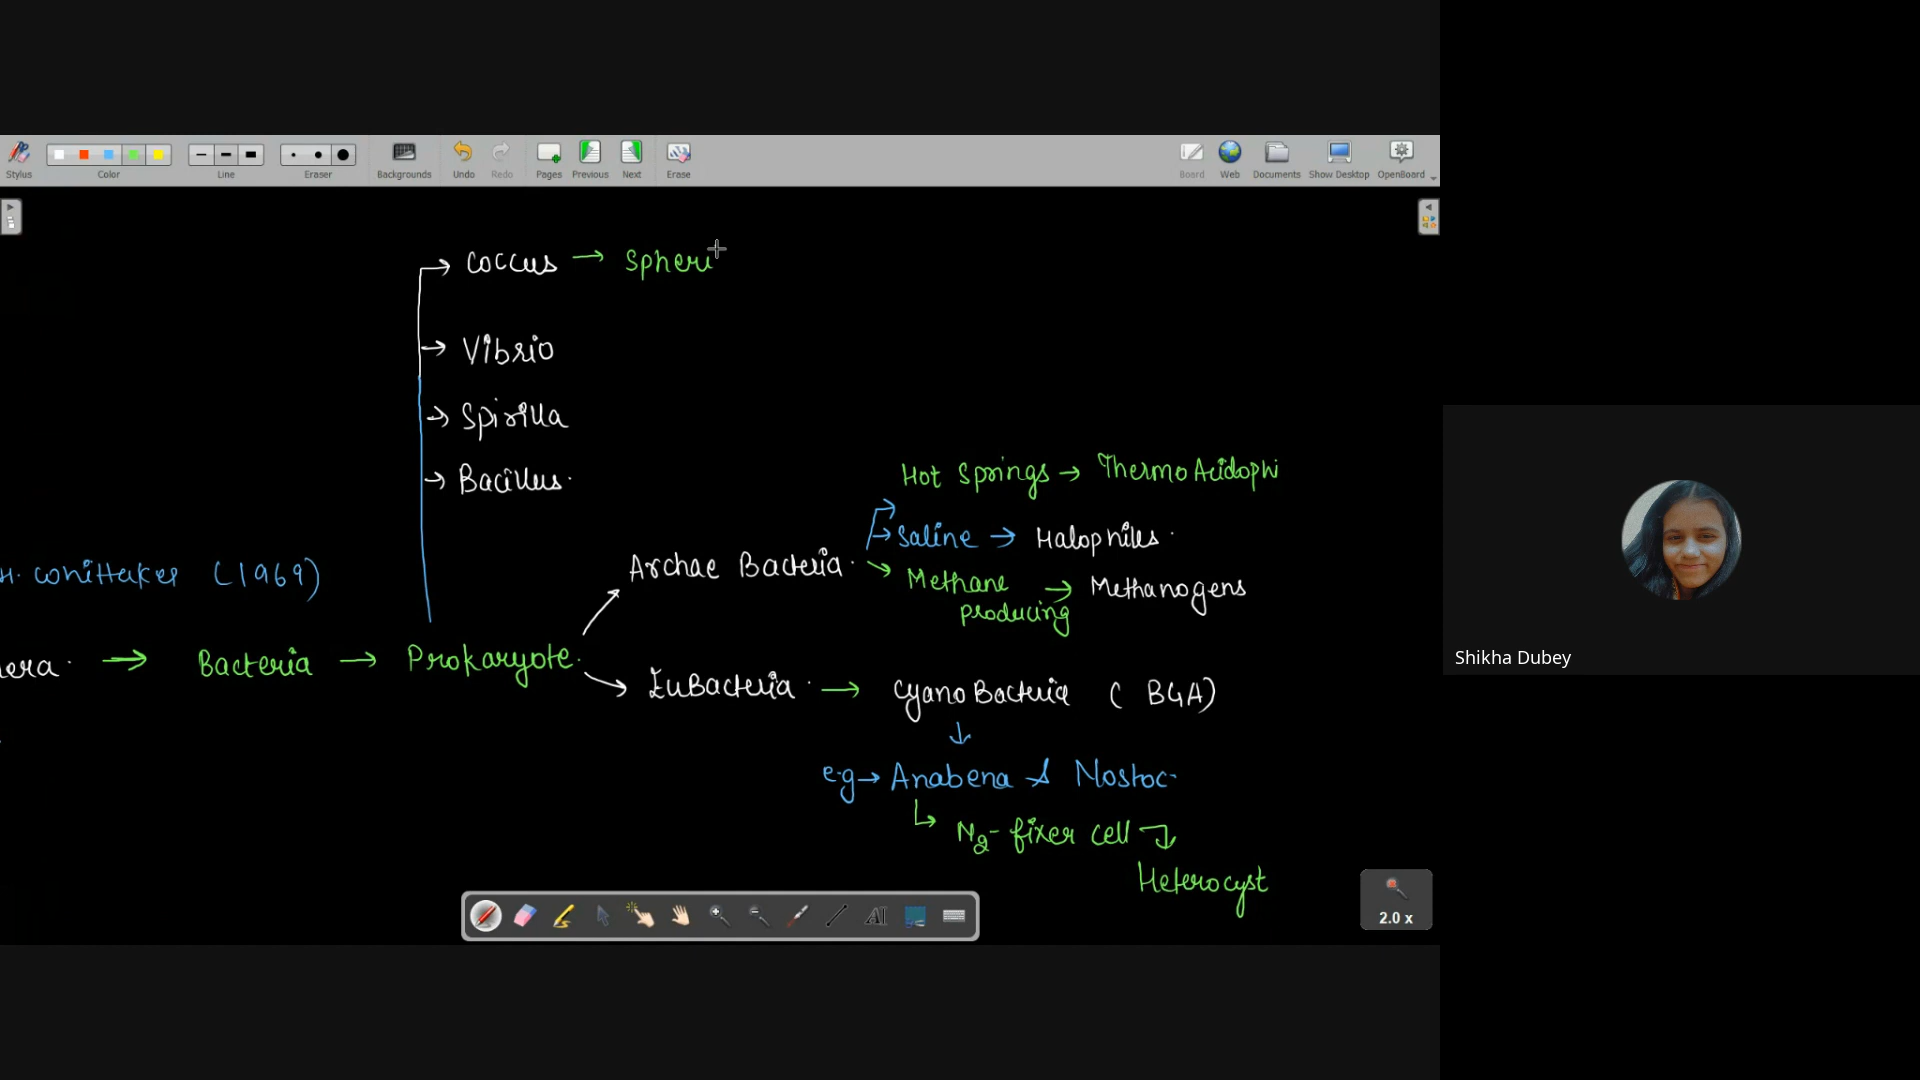 Stylus Color Line Eraser Backgrounds Undo Redo Pages Previous Next Erase Board Web Documents Show Desktop OpenBoard
Coccus → Spheri
→ Vibrio
→ Spirilla
→ Bacillus.
Hot Springs → Thermo Acidophi
Saline → Halophiles.
Archae Bacteria. → Methane producing → Methanogens
H. Whittaker (1969)
era. → Bacteria → Prokaryote.
EuBacteria. → Cyano Bacteria ( BGA)
e.g → Anabena & Nostoc-
N2- fixer cell
Heterocyst
2.0 x
Shikha Dubey